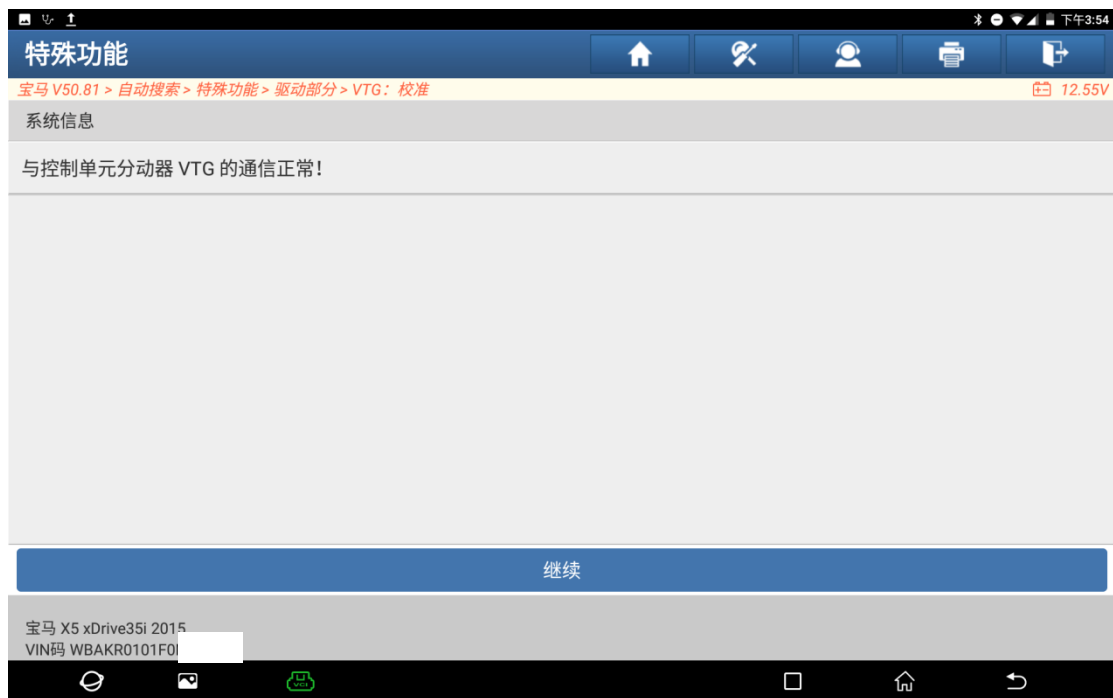 下午3:54
特殊功能
宝马 V50.81 > 自动搜索 > 特殊功能 > 驱动部分 > VTG：校准
12.55V
系统信息
与控制单元分动器 VTG 的通信正常！
继续
宝马 X5 xDrive35i 2015
VIN码 WBAKR0101F0
VCI